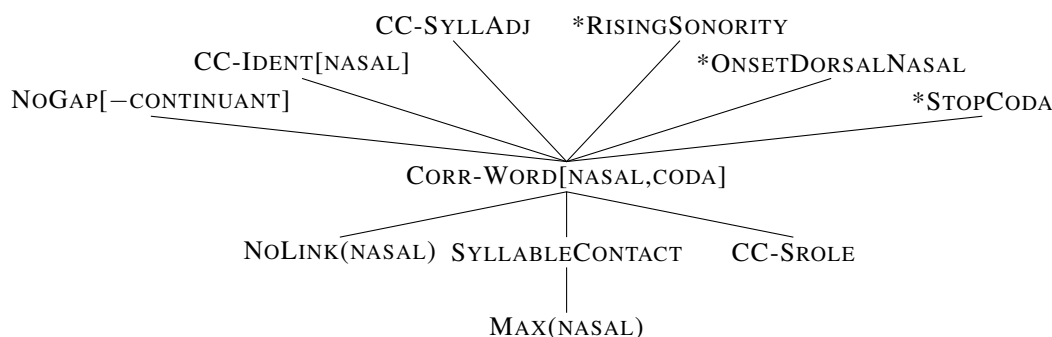 CC-SYLLADJ *RISINGSONORITY
CC-IDENT[NASAL] *ONSETDORSALNASAL
NOGAP[−CONTINUANT] *STOPCODA
CORR-WORD[NASAL,CODA]
NOLINK(NASAL) SYLLABLECONTACT CC-SROLE
MAX(NASAL)